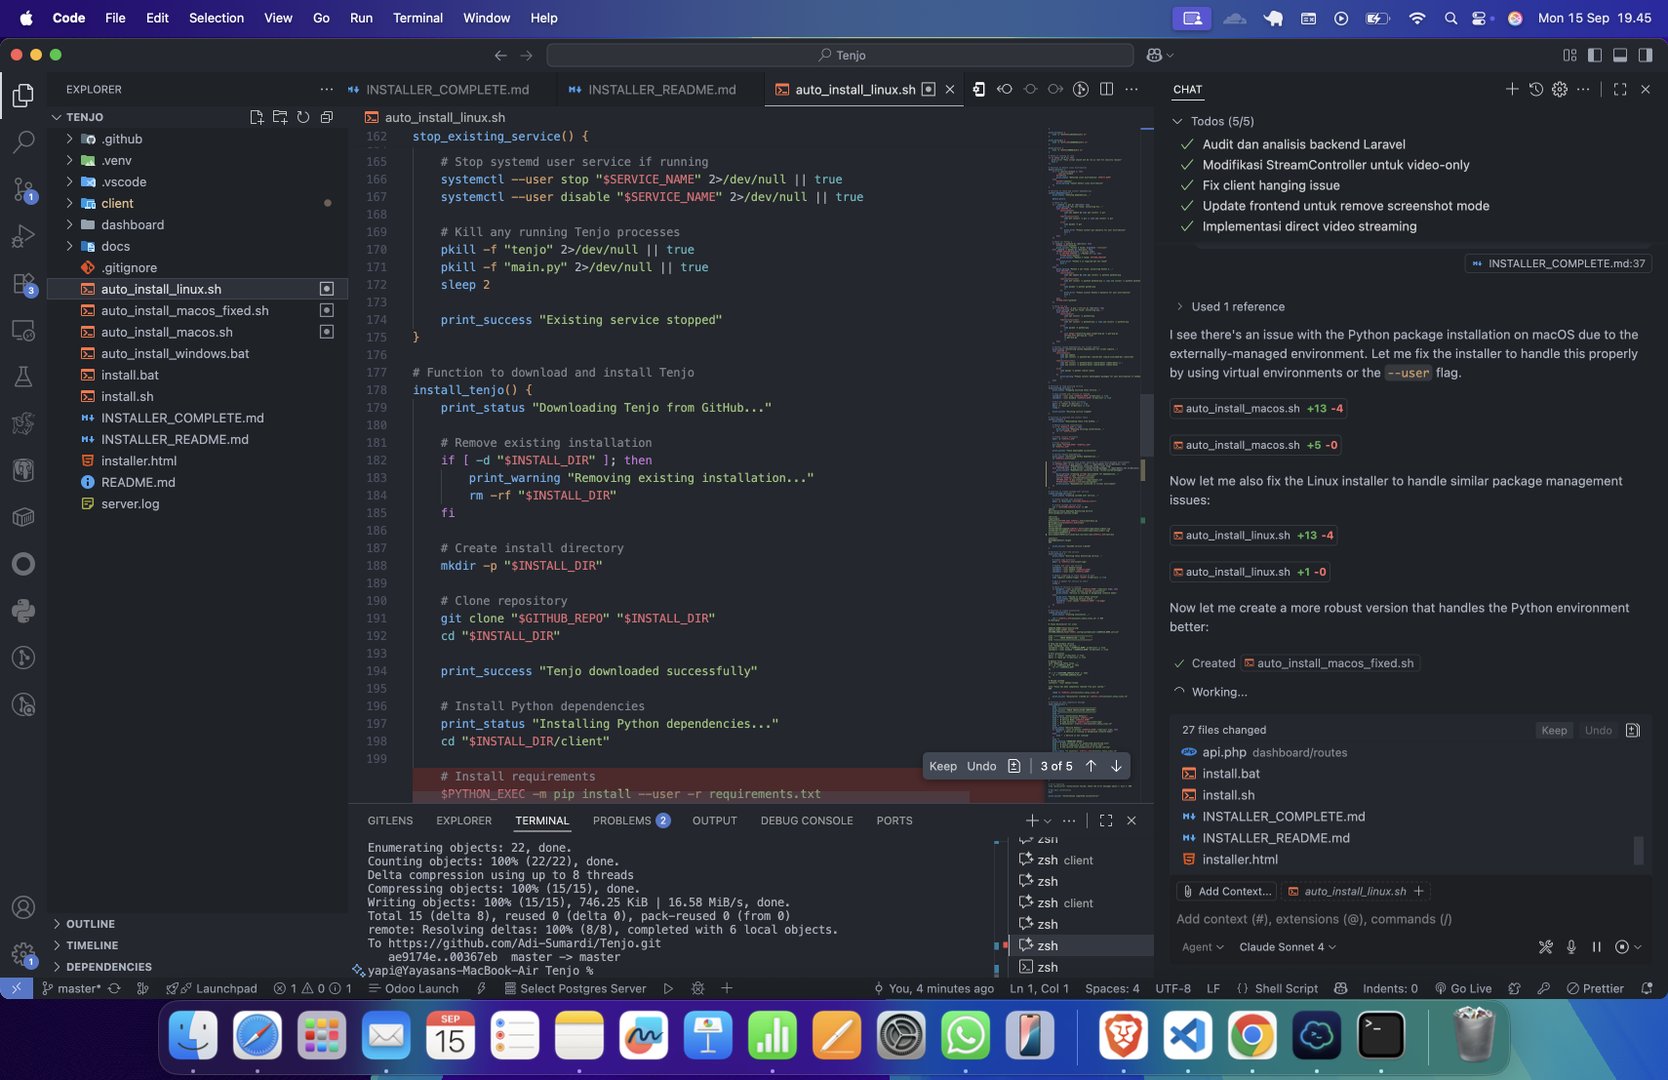 Code File Edit Selection View Go Run Terminal Window Help Mon 15 Sep 19.45
Tenjo
EXPLORER
TENJO
.github
.venv
.vscode
client
dashboard
docs
.gitignore
auto_install_linux.sh
auto_install_macos_fixed.sh
auto_install_macos.sh
auto_install_windows.bat
install.bat
install.sh
INSTALLER_COMPLETE.md
INSTALLER_README.md
installer.html
README.md
server.log
OUTLINE
TIMELINE
DEPENDENCIES
1
3
1
INSTALLER_COMPLETE.md INSTALLER_README.md auto_install_linux.sh
auto_install_linux.sh
162 stop_existing_service() {
165 # Stop systemd user service if running
166 systemctl --user stop "$SERVICE_NAME" 2>/dev/null || true
167 systemctl --user disable "$SERVICE_NAME" 2>/dev/null || true
168
169 # Kill any running Tenjo processes
170 pkill -f "tenjo" 2>/dev/null || true
171 pkill -f "main.py" 2>/dev/null || true
172 sleep 2
173
174 print_success "Existing service stopped"
175 }
176
177 # Function to download and install Tenjo
178 install_tenjo() {
179 print_status "Downloading Tenjo from GitHub..."
180
181 # Remove existing installation
182 if [ -d "$INSTALL_DIR" ]; then
183 print_warning "Removing existing installation..."
184 rm -rf "$INSTALL_DIR"
185 fi
186
187 # Create install directory
188 mkdir -p "$INSTALL_DIR"
189
190 # Clone repository
191 git clone "$GITHUB_REPO" "$INSTALL_DIR"
192 cd "$INSTALL_DIR"
193
194 print_success "Tenjo downloaded successfully"
195
196 # Install Python dependencies
197 print_status "Installing Python dependencies..."
198 cd "$INSTALL_DIR/client"
199
# Install requirements
$PYTHON_EXEC -m pip install --user -r requirements.txt
Keep Undo 3 of 5
GITLENS EXPLORER TERMINAL PROBLEMS 2 OUTPUT DEBUG CONSOLE PORTS
Enumerating objects: 22, done.
Counting objects: 100% (22/22), done.
Delta compression using up to 8 threads
Compressing objects: 100% (15/15), done.
Writing objects: 100% (15/15), 746.25 KiB | 16.58 MiB/s, done.
Total 15 (delta 8), reused 0 (delta 0), pack-reused 0 (from 0)
remote: Resolving deltas: 100% (8/8), completed with 6 local objects.
To https://github.com/Adi-Sumardi/Tenjo.git
ae9174e..00367eb master -> master
yapi@Yayasans-MacBook-Air Tenjo %
zsh
zsh client
zsh
zsh client
zsh
zsh
zsh
CHAT
Todos (5/5)
Audit dan analisis backend Laravel
Modifikasi StreamController untuk video-only
Fix client hanging issue
Update frontend untuk remove screenshot mode
Implementasi direct video streaming
INSTALLER_COMPLETE.md:37
Used 1 reference
I see there's an issue with the Python package installation on macOS due to the
externally-managed environment. Let me fix the installer to handle this properly
by using virtual environments or the --user flag.
auto_install_macos.sh +13 -4
auto_install_macos.sh +5 -0
Now let me also fix the Linux installer to handle similar package management
issues:
auto_install_linux.sh +13 -4
auto_install_linux.sh +1 -0
Now let me create a more robust version that handles the Python environment
better:
Created auto_install_macos_fixed.sh
Working...
27 files changed Keep Undo
php api.php dashboard/routes
install.bat
install.sh
INSTALLER_COMPLETE.md
INSTALLER_README.md
installer.html
Add Context... auto_install_linux.sh
Add context (#), extensions (@), commands (/)
Agent Claude Sonnet 4
master* Launchpad 1 0 1 Odoo Launch Select Postgres Server You, 4 minutes ago Ln 1, Col 1 Spaces: 4 UTF-8 LF {} Shell Script Indents: 0 Go Live Prettier
SEP
15